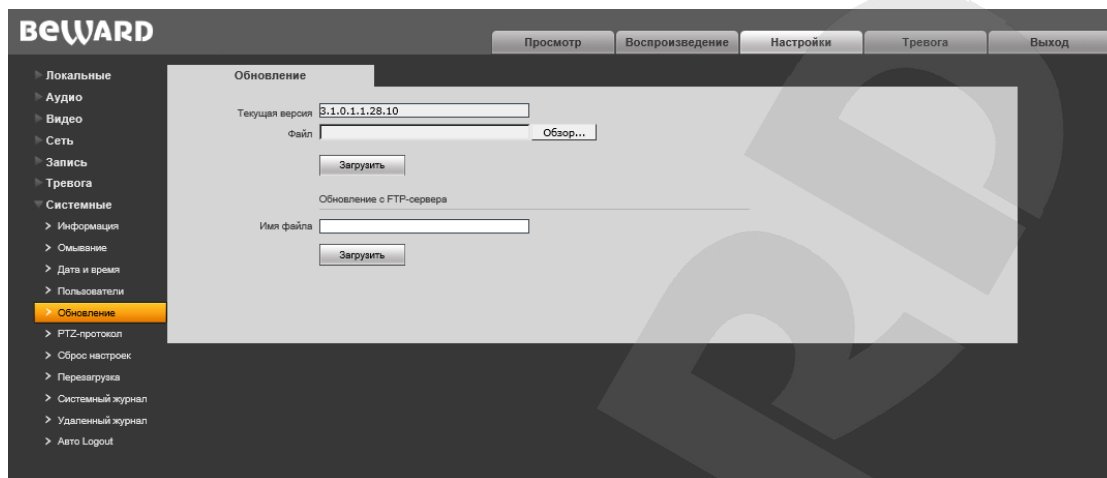 BEWARD
Просмотр Воспроизведение Настройки Тревога Выход
Локальные
Аудио
Видео
Сеть
Запись
Тревога
Системные
Информация
Омывание
Дата и время
Пользователи
Обновление
PTZ-протокол
Сброс настроек
Перезагрузка
Системный журнал
Удаленный журнал
Авто Logout
Обновление
Текущая версия 3.1.0.1.1.28.10
Файл Обзор...
Загрузить
Обновление с FTP-сервера
Имя файла
Загрузить